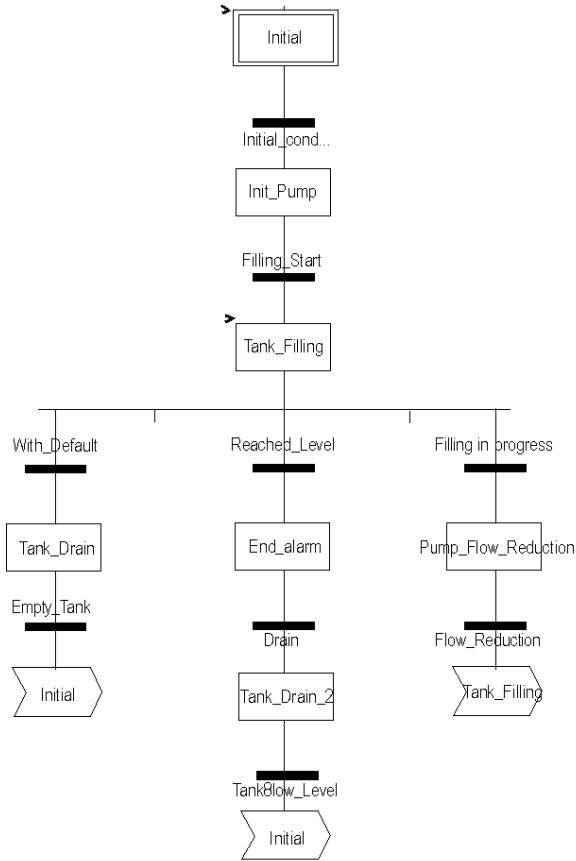 Initial
Initial_cond...
Init_Pump
Filling_Start
Tank_Filling
With_Default
Reached_Level
Filling in progress
Tank_Drain
End_alarm
Pump_Flow_Reduction
Empty_Tank
Drain
Flow_Reduction
Initial
Tank_Drain_2
Tank_Filling
Tank8low_Level
Initial